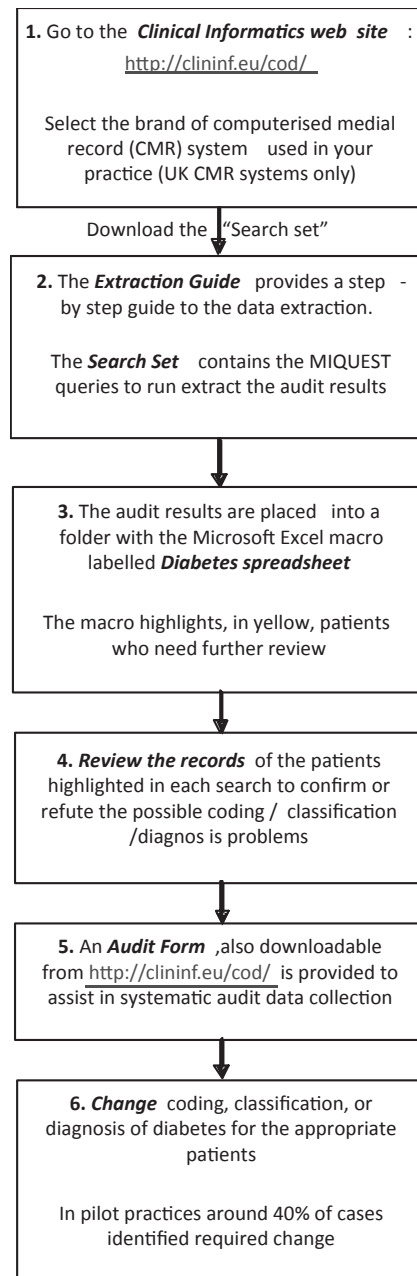 1. Go to the Clinical Informatics web site :
http://clininf.eu/cod/
Select the brand of computerised medial
record (CMR) system used in your
practice (UK CMR systems only)
Download the "Search set"
2. The Extraction Guide provides a step -
by step guide to the data extraction.
The Search Set contains the MIQUEST
queries to run extract the audit results
3. The audit results are placed into a
folder with the Microsoft Excel macro
labelled Diabetes spreadsheet
The macro highlights, in yellow, patients
who need further review
4. Review the records of the patients
highlighted in each search to confirm or
refute the possible coding / classification
/diagnos is problems
5. An Audit Form ,also downloadable
from http://clininf.eu/cod/ is provided to
assist in systematic audit data collection
6. Change coding, classification, or
diagnosis of diabetes for the appropriate
patients
In pilot practices around 40% of cases
identified required change